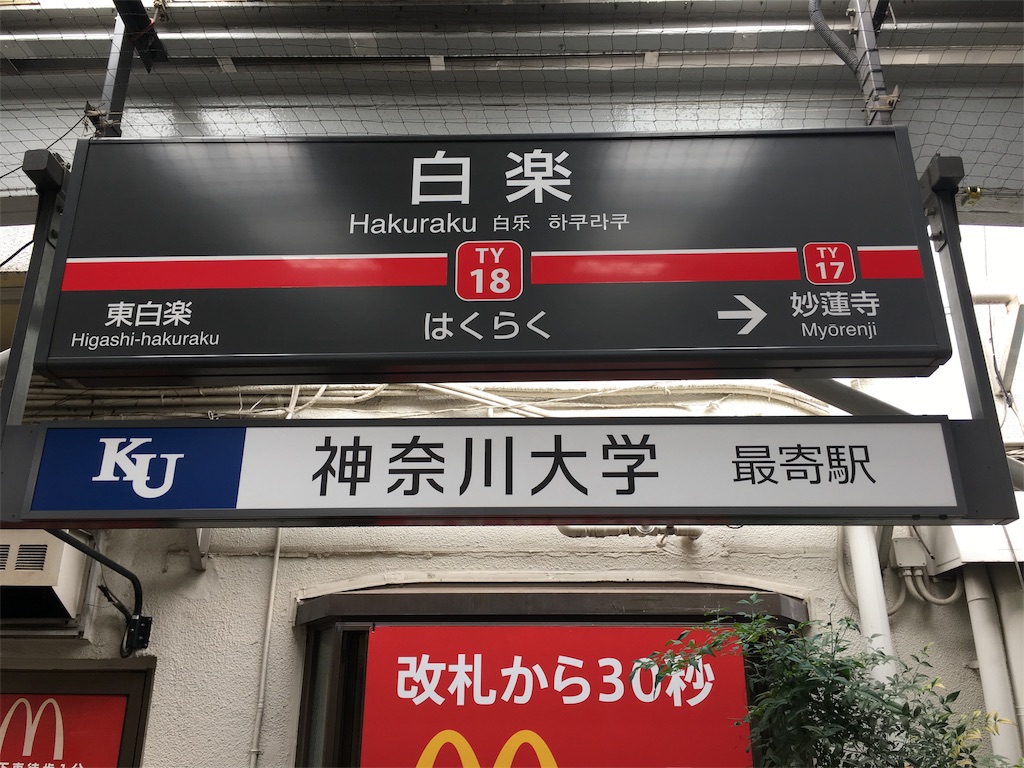 白楽
Hakuraku 白乐 하쿠라쿠
TY
18
TY
17
東白楽
Higashi-hakuraku
はくらく
→
妙蓮寺
Myōrenji
KU
神奈川大学 最寄駅
改札から30秒